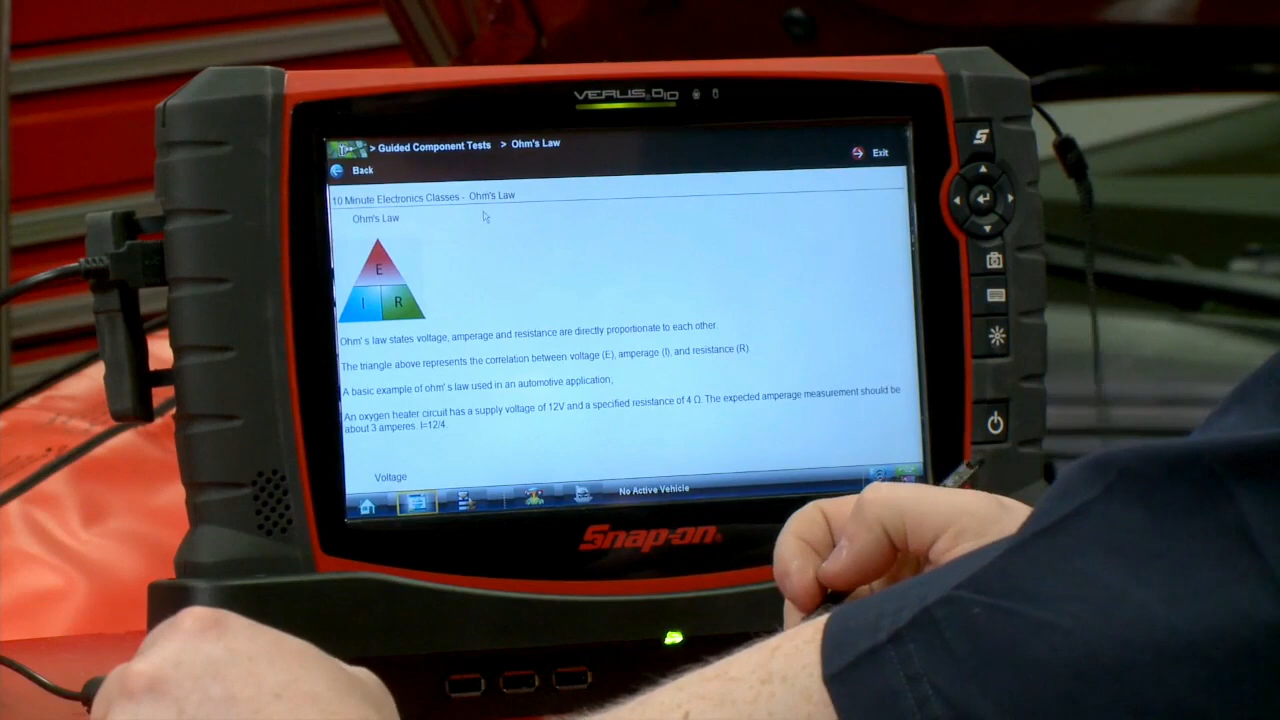 VERUS. D10
> Guided Component Tests > Ohm's Law
Back
Exit
10 Minute Electronics Classes - Ohm's Law
Ohm's Law
E
I R
Ohm' s law states voltage, amperage and resistance are directly proportionate to each other.
The triangle above represents the correlation between voltage (E), amperage (I), and resistance (R).
A basic example of ohm' s law used in an automotive application;
An oxygen heater circuit has a supply voltage of 12V and a specified resistance of 4 Ω. The expected amperage measurement should be
about 3 amperes. I=12/4.
Voltage
No Active Vehicle
Snap-on
S